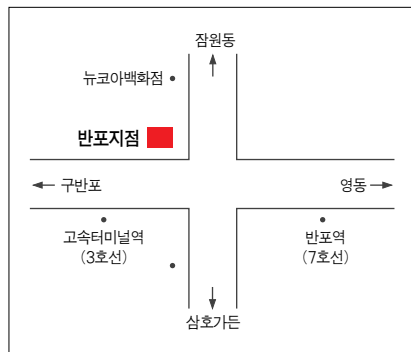 잠원동
뉴코아백화점
반포지점
구반포
영동
고속터미널역
(3호선)
반포역
(7호선)
삼호가든